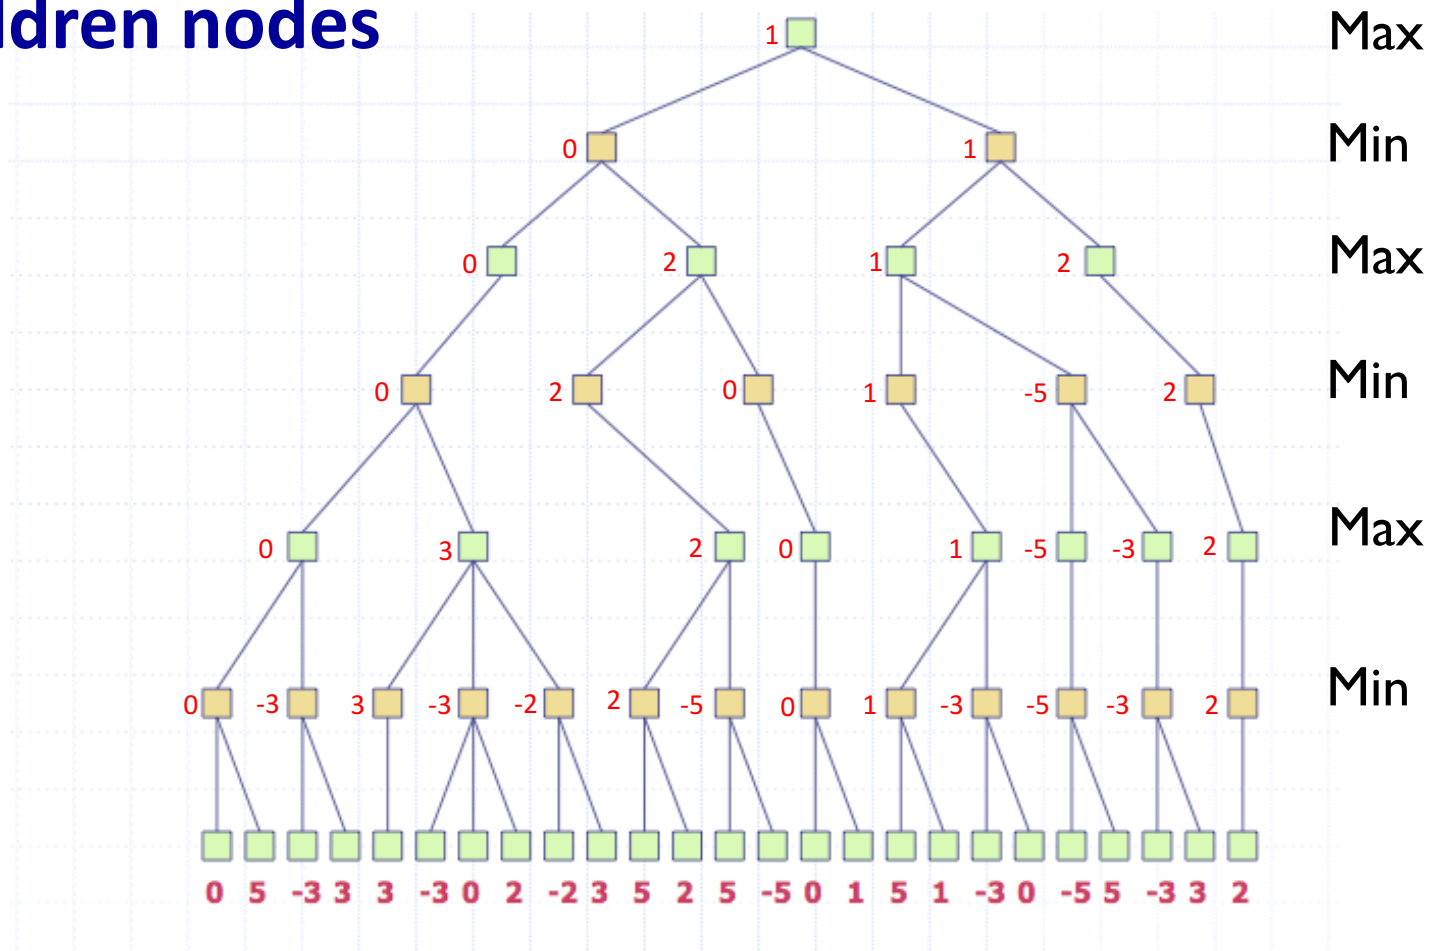 ldren nodes
1 Max
0 1 Min
0 2 1 2 Max
0 2 0 1 -5 2 Min
0 3 2 0 1 -5 -3 2 Max
0 -3 3 -3 -2 2 -5 0 1 -3 -5 -3 2 Min
0 5 -3 3 3 -3 0 2 -2 3 5 2 5 -5 0 1 5 1 -3 0 -5 5 -3 3 2